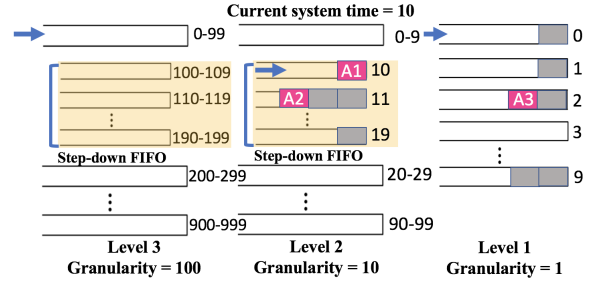 Current system time = 10
0-99
100-109
110-119
190-199
Step-down FIFO
200-299
900-999
Level 3
Granularity = 100
0-9
A1 10
A2 11
19
Step-down FIFO
20-29
90-99
Level 2
Granularity = 10
0
1
A3 2
3
9
Level 1
Granularity = 1